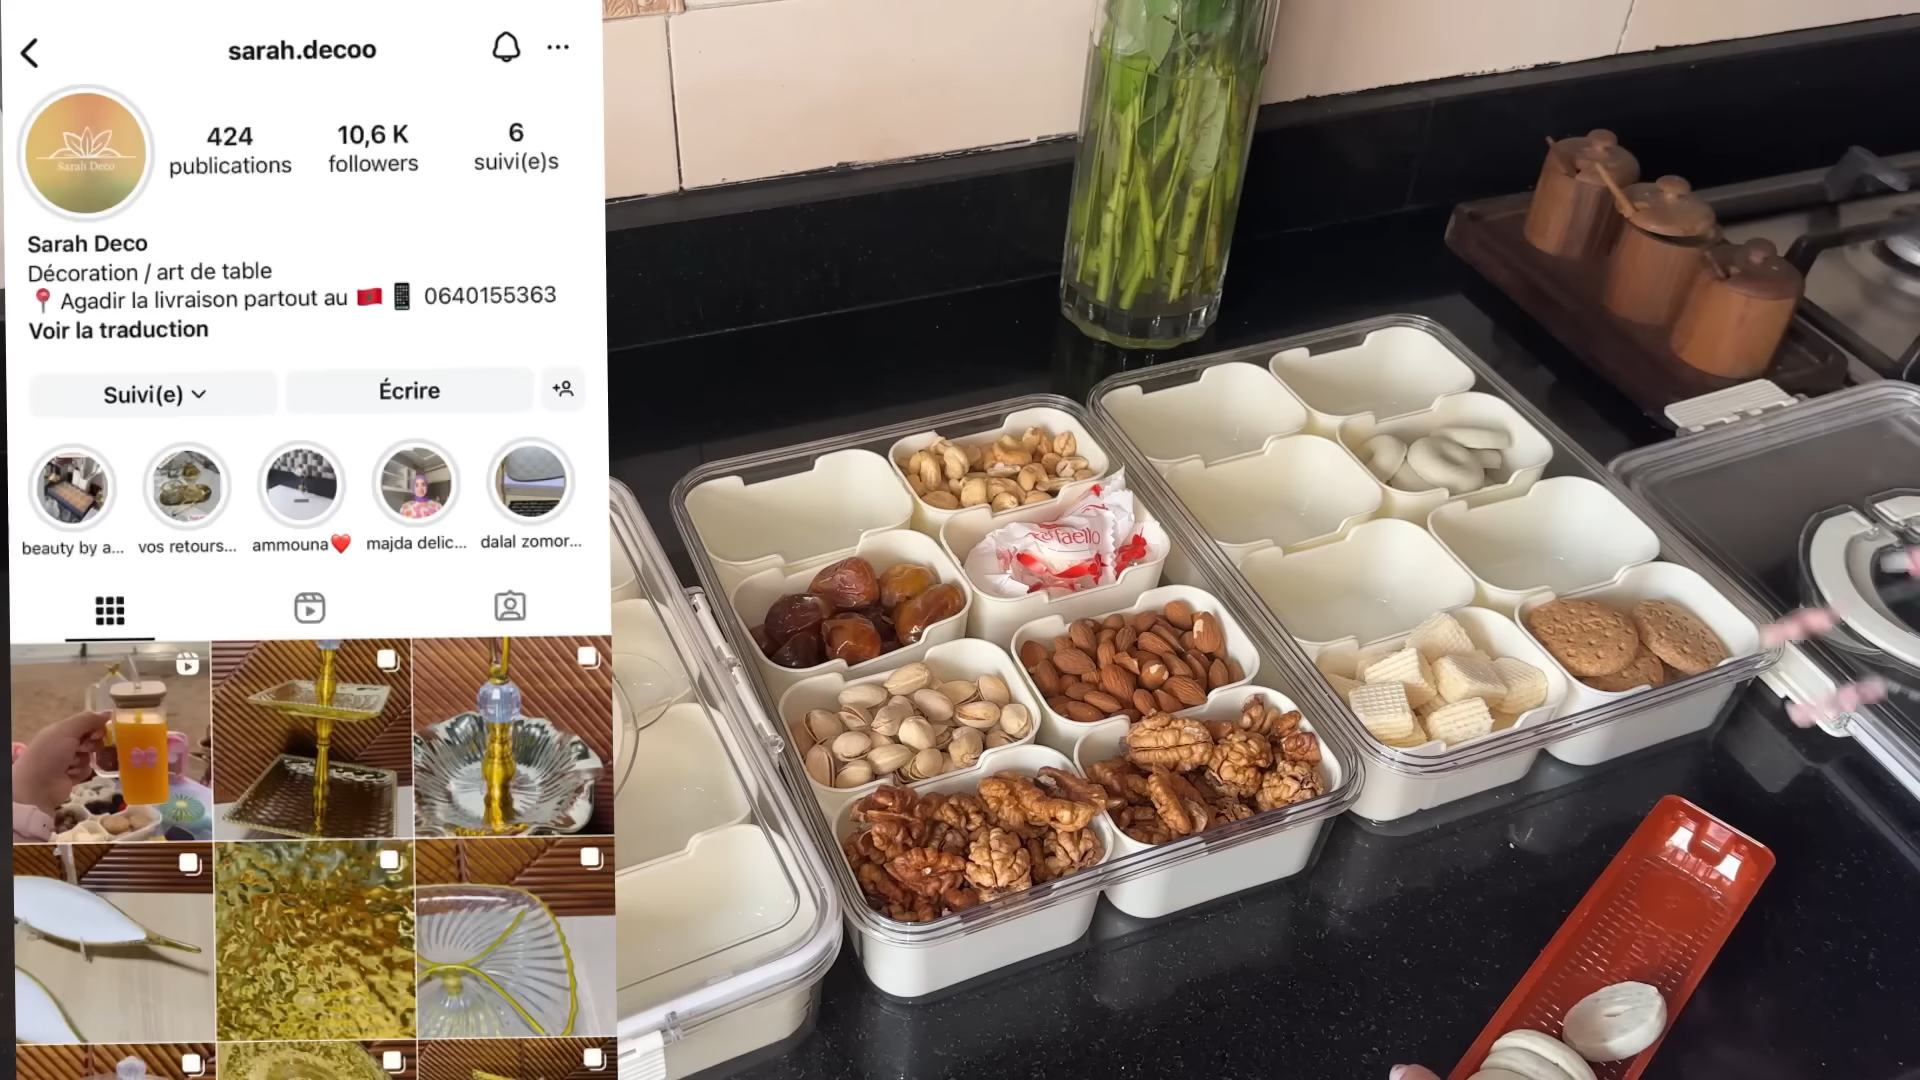 sarah.decoo
424
publications
10,6 K
followers
6
suivi(e)s
Sarah Deco
Sarah Deco
Décoration / art de table
📍 Agadir la livraison partout au 🇲🇦 📱 0640155363
Voir la traduction
Suivi(e)
Écrire
beauty by a...
vos retours...
ammouna❤️
majda delic...
dalal zomor...